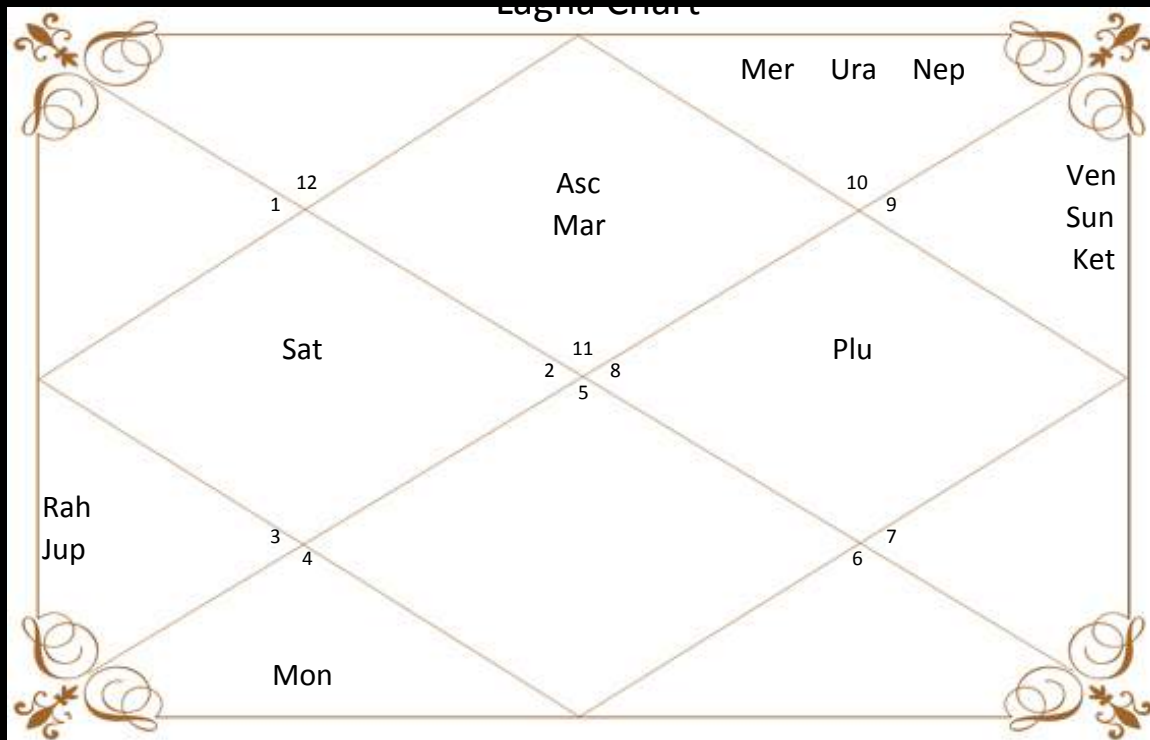 Lagna Chart
Mer Ura Nep
12
1
Asc
Mar
10
9
Ven
Sun
Ket
Sat
11
2
8
5
Plu
Rah
Jup
3
4
7
6
Mon